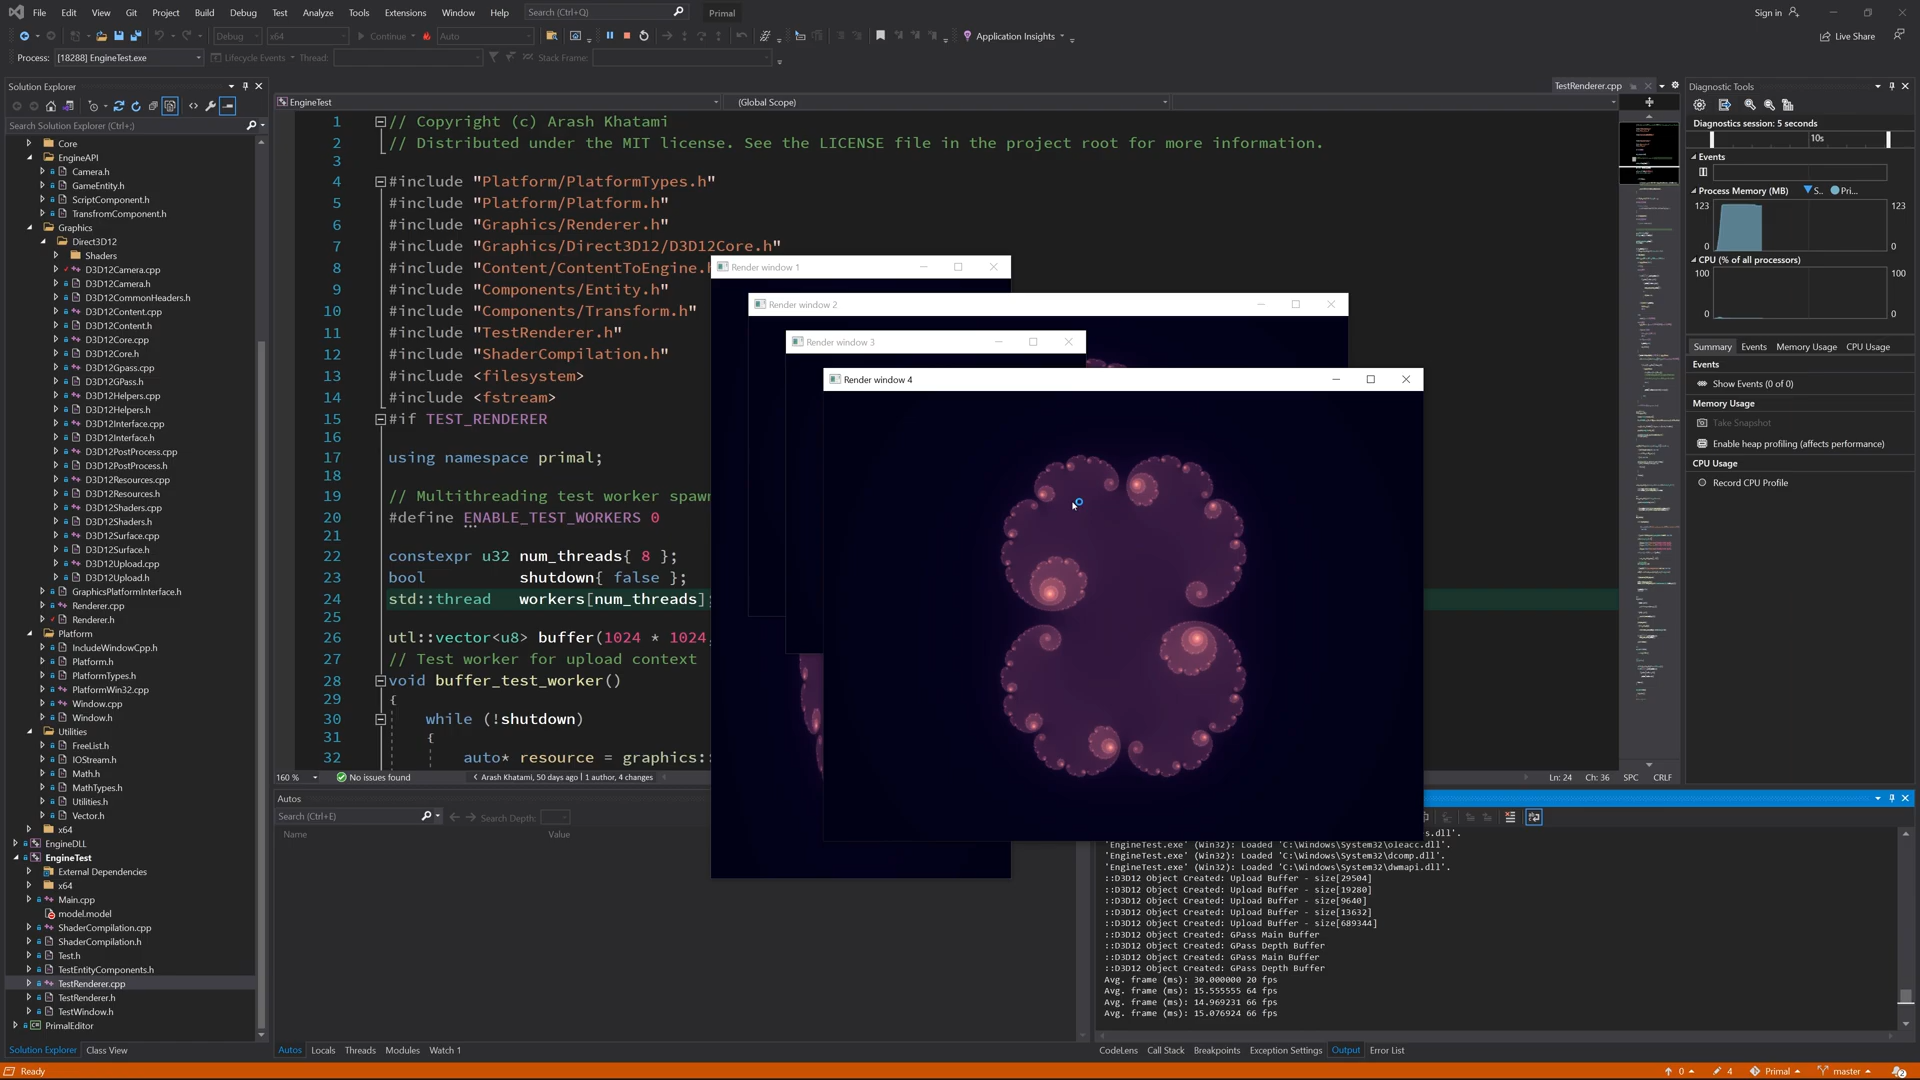 File Edit View Git Project Build Debug Test Analyze Tools Extensions Window Help Search (Ctrl+Q) Primal Sign in
Debug x64 Continue Auto Application Insights Live Share
Process: [18288] EngineTest.exe Lifecycle Events Thread: Stack Frame:
Solution Explorer
Search Solution Explorer (Ctrl+;)
Core
EngineAPI
Camera.h
GameEntity.h
ScriptComponent.h
TransfromComponent.h
Graphics
Direct3D12
Shaders
D3D12Camera.cpp
D3D12Camera.h
D3D12CommonHeaders.h
D3D12Content.cpp
D3D12Content.h
D3D12Core.cpp
D3D12Core.h
D3D12Gpass.cpp
D3D12GPass.h
D3D12Helpers.cpp
D3D12Helpers.h
D3D12Interface.cpp
D3D12Interface.h
D3D12PostProcess.cpp
D3D12PostProcess.h
D3D12Resources.cpp
D3D12Resources.h
D3D12Shaders.cpp
D3D12Shaders.h
D3D12Surface.cpp
D3D12Surface.h
D3D12Upload.cpp
D3D12Upload.h
GraphicsPlatformInterface.h
Renderer.cpp
Renderer.h
Platform
IncludeWindowCpp.h
Platform.h
PlatformTypes.h
PlatformWin32.cpp
Window.cpp
Window.h
Utilities
FreeList.h
IOStream.h
Math.h
MathTypes.h
Utilities.h
Vector.h
x64
EngineDLL
EngineTest
External Dependencies
x64
Main.cpp
model.model
ShaderCompilation.cpp
ShaderCompilation.h
Test.h
TestEntityComponents.h
TestRenderer.cpp
TestRenderer.h
TestWindow.h
PrimalEditor
Solution Explorer Class View
TestRenderer.cpp
EngineTest (Global Scope)
1 // Copyright (c) Arash Khatami
2 // Distributed under the MIT license. See the LICENSE file in the project root for more information.
3
4 #include "Platform/PlatformTypes.h"
5 #include "Platform/Platform.h"
6 #include "Graphics/Renderer.h"
7 #include "Graphics/Direct3D12/D3D12Core.h"
8 #include "Content/ContentToEngine.h
9 #include "Components/Entity.h"
10 #include "Components/Transform.h"
11 #include "TestRenderer.h"
12 #include "ShaderCompilation.h"
13 #include <filesystem>
14 #include <fstream>
15 #if TEST_RENDERER
16
17 using namespace primal;
18
19 // Multithreading test worker spawn
20 #define ENABLE_TEST_WORKERS 0
21
22 constexpr u32 num_threads{ 8 };
23 bool shutdown{ false };
24 std::thread workers[num_threads];
25
26 utl::vector<u8> buffer(1024 * 1024,
27 // Test worker for upload context
28 void buffer_test_worker()
29 {
30 while (!shutdown)
31 {
32 auto* resource = graphics::
160 % No issues found Arash Khatami, 50 days ago | 1 author, 4 changes Ln: 24 Ch: 36 SPC CRLF
Render window 1
Render window 2
Render window 3
Render window 4
Autos
Search (Ctrl+E) Search Depth:
Name Value
Autos Locals Threads Modules Watch 1
s.dll'.
'EngineTest.exe' (Win32): Loaded 'C:\Windows\System32\oleacc.dll'.
'EngineTest.exe' (Win32): Loaded 'C:\Windows\System32\dcomp.dll'.
'EngineTest.exe' (Win32): Loaded 'C:\Windows\System32\dwmapi.dll'.
::D3D12 Object Created: Upload Buffer - size[29504]
::D3D12 Object Created: Upload Buffer - size[19280]
::D3D12 Object Created: Upload Buffer - size[9640]
::D3D12 Object Created: Upload Buffer - size[13632]
::D3D12 Object Created: Upload Buffer - size[689344]
::D3D12 Object Created: GPass Main Buffer
::D3D12 Object Created: GPass Depth Buffer
::D3D12 Object Created: GPass Main Buffer
::D3D12 Object Created: GPass Depth Buffer
Avg. frame (ms): 30.000000 20 fps
Avg. frame (ms): 15.555555 64 fps
Avg. frame (ms): 14.969231 66 fps
Avg. frame (ms): 15.076924 66 fps
CodeLens Call Stack Breakpoints Exception Settings Output Error List
Diagnostic Tools
Diagnostics session: 5 seconds
10s
Events
Process Memory (MB) S.. Pri...
123 123
0 0
CPU (% of all processors)
100 100
0 0
Summary Events Memory Usage CPU Usage
Events
Show Events (0 of 0)
Memory Usage
Take Snapshot
Enable heap profiling (affects performance)
CPU Usage
Record CPU Profile
Ready 0 4 Primal master 2